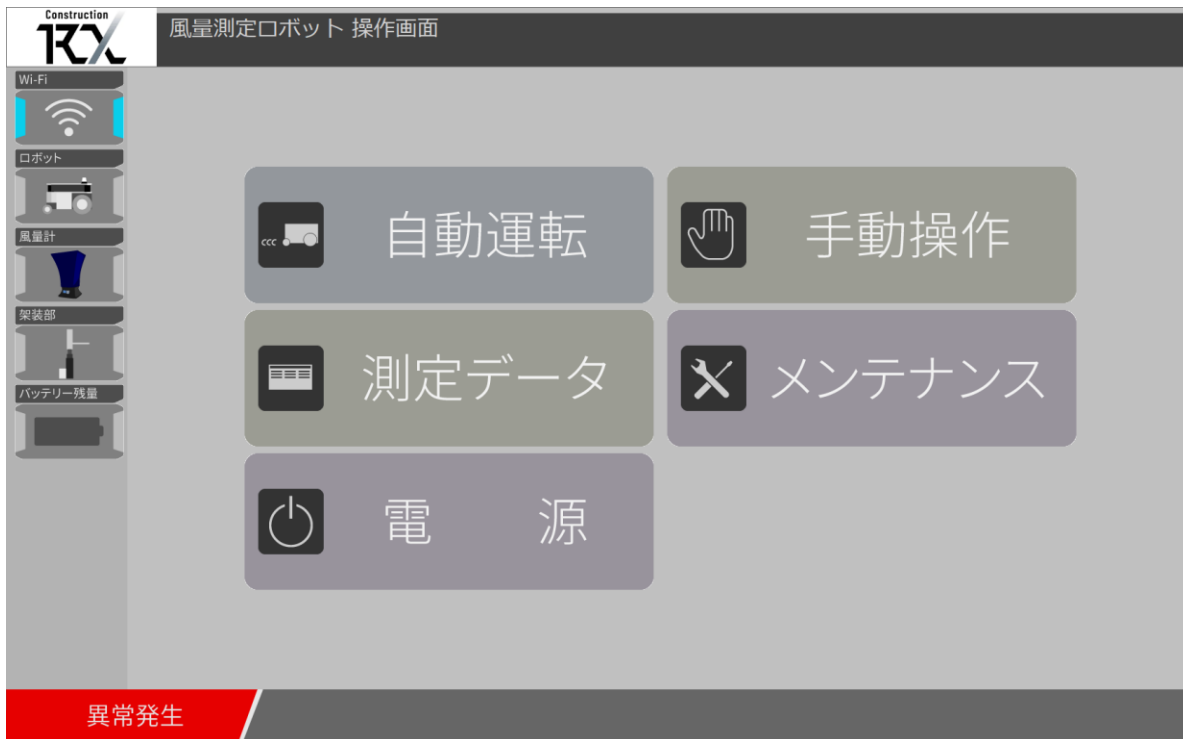 Construction
RX
風量測定ロボット 操作画面
Wi-Fi
ロボット
風量計
架装部
バッテリー残量
自動運転
手動操作
測定データ
メンテナンス
電 源
異常発生